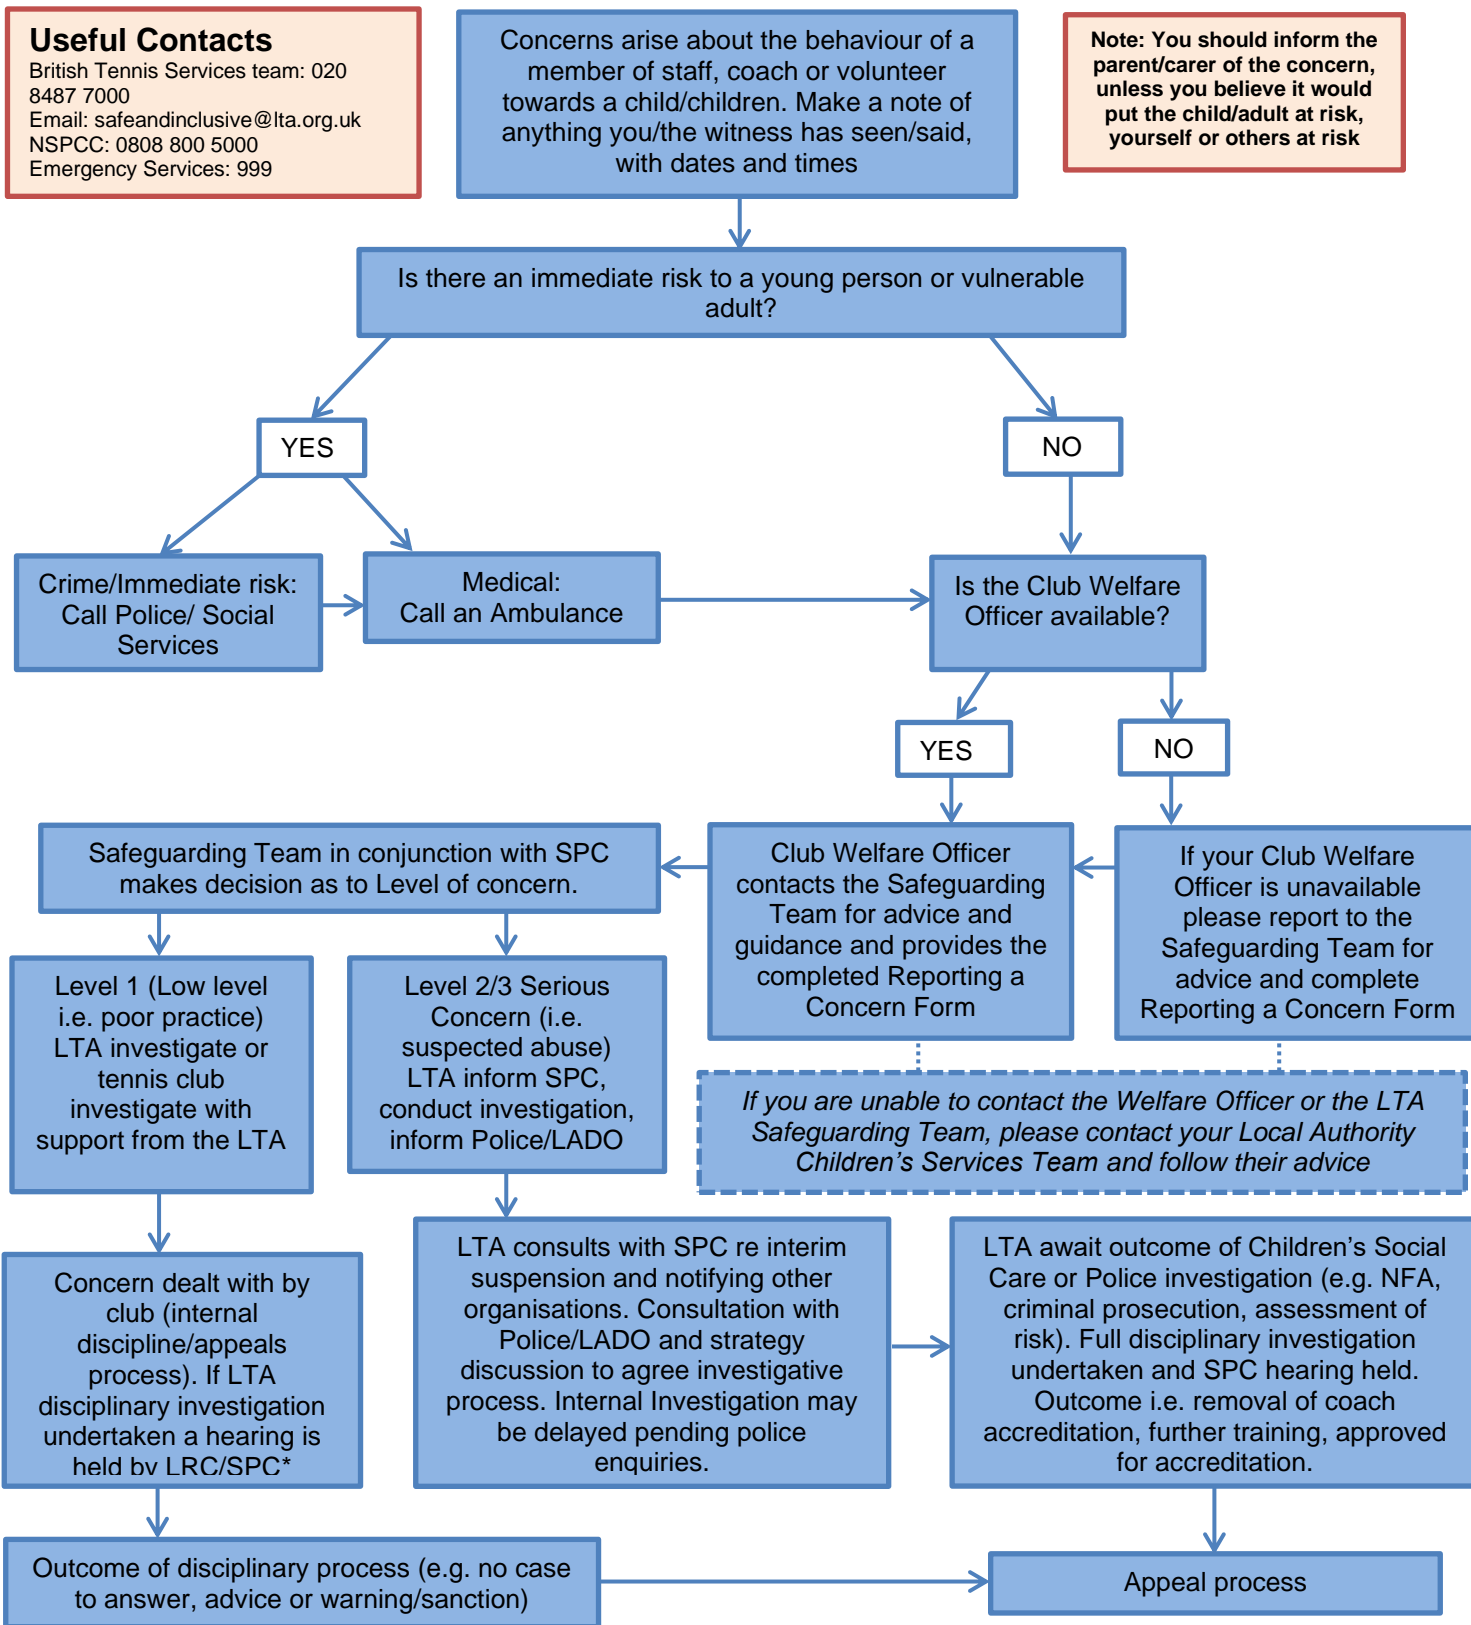 Useful Contacts
British Tennis Services team: 020
8487 7000
Email: safeandinclusive@lta.org.uk
NSPCC: 0808 800 5000
Emergency Services: 999
Concerns arise about the behaviour of a
member of staff, coach or volunteer
towards a child/children. Make a note of
anything you/the witness has seen/said,
with dates and times
Note: You should inform the
parent/carer of the concern,
unless you believe it would
put the child/adult at risk,
yourself or others at risk
Is there an immediate risk to a young person or vulnerable
adult?
YES
NO
Crime/Immediate risk:
Call Police/ Social
Services
Medical:
Call an Ambulance
Is the Club Welfare
Officer available?
YES
NO
Safeguarding Team in conjunction with SPC
makes decision as to Level of concern.
Club Welfare Officer
contacts the Safeguarding
Team for advice and
guidance and provides the
completed Reporting a
Concern Form
If your Club Welfare
Officer is unavailable
please report to the
Safeguarding Team for
advice and complete
Reporting a Concern Form
Level 1 (Low level
i.e. poor practice)
LTA investigate or
tennis club
investigate with
support from the LTA
Level 2/3 Serious
Concern (i.e.
suspected abuse)
LTA inform SPC,
conduct investigation,
inform Police/LADO
If you are unable to contact the Welfare Officer or the LTA
Safeguarding Team, please contact your Local Authority
Children's Services Team and follow their advice
Concern dealt with by
club (internal
discipline/appeals
process). If LTA
disciplinary investigation
undertaken a hearing is
held by LRC/SPC*
LTA consults with SPC re interim
suspension and notifying other
organisations. Consultation with
Police/LADO and strategy
discussion to agree investigative
process. Internal Investigation may
be delayed pending police
enquiries.
LTA await outcome of Children's Social
Care or Police investigation (e.g. NFA,
criminal prosecution, assessment of
risk). Full disciplinary investigation
undertaken and SPC hearing held.
Outcome i.e. removal of coach
accreditation, further training, approved
for accreditation.
Outcome of disciplinary process (e.g. no case
to answer, advice or warning/sanction)
Appeal process